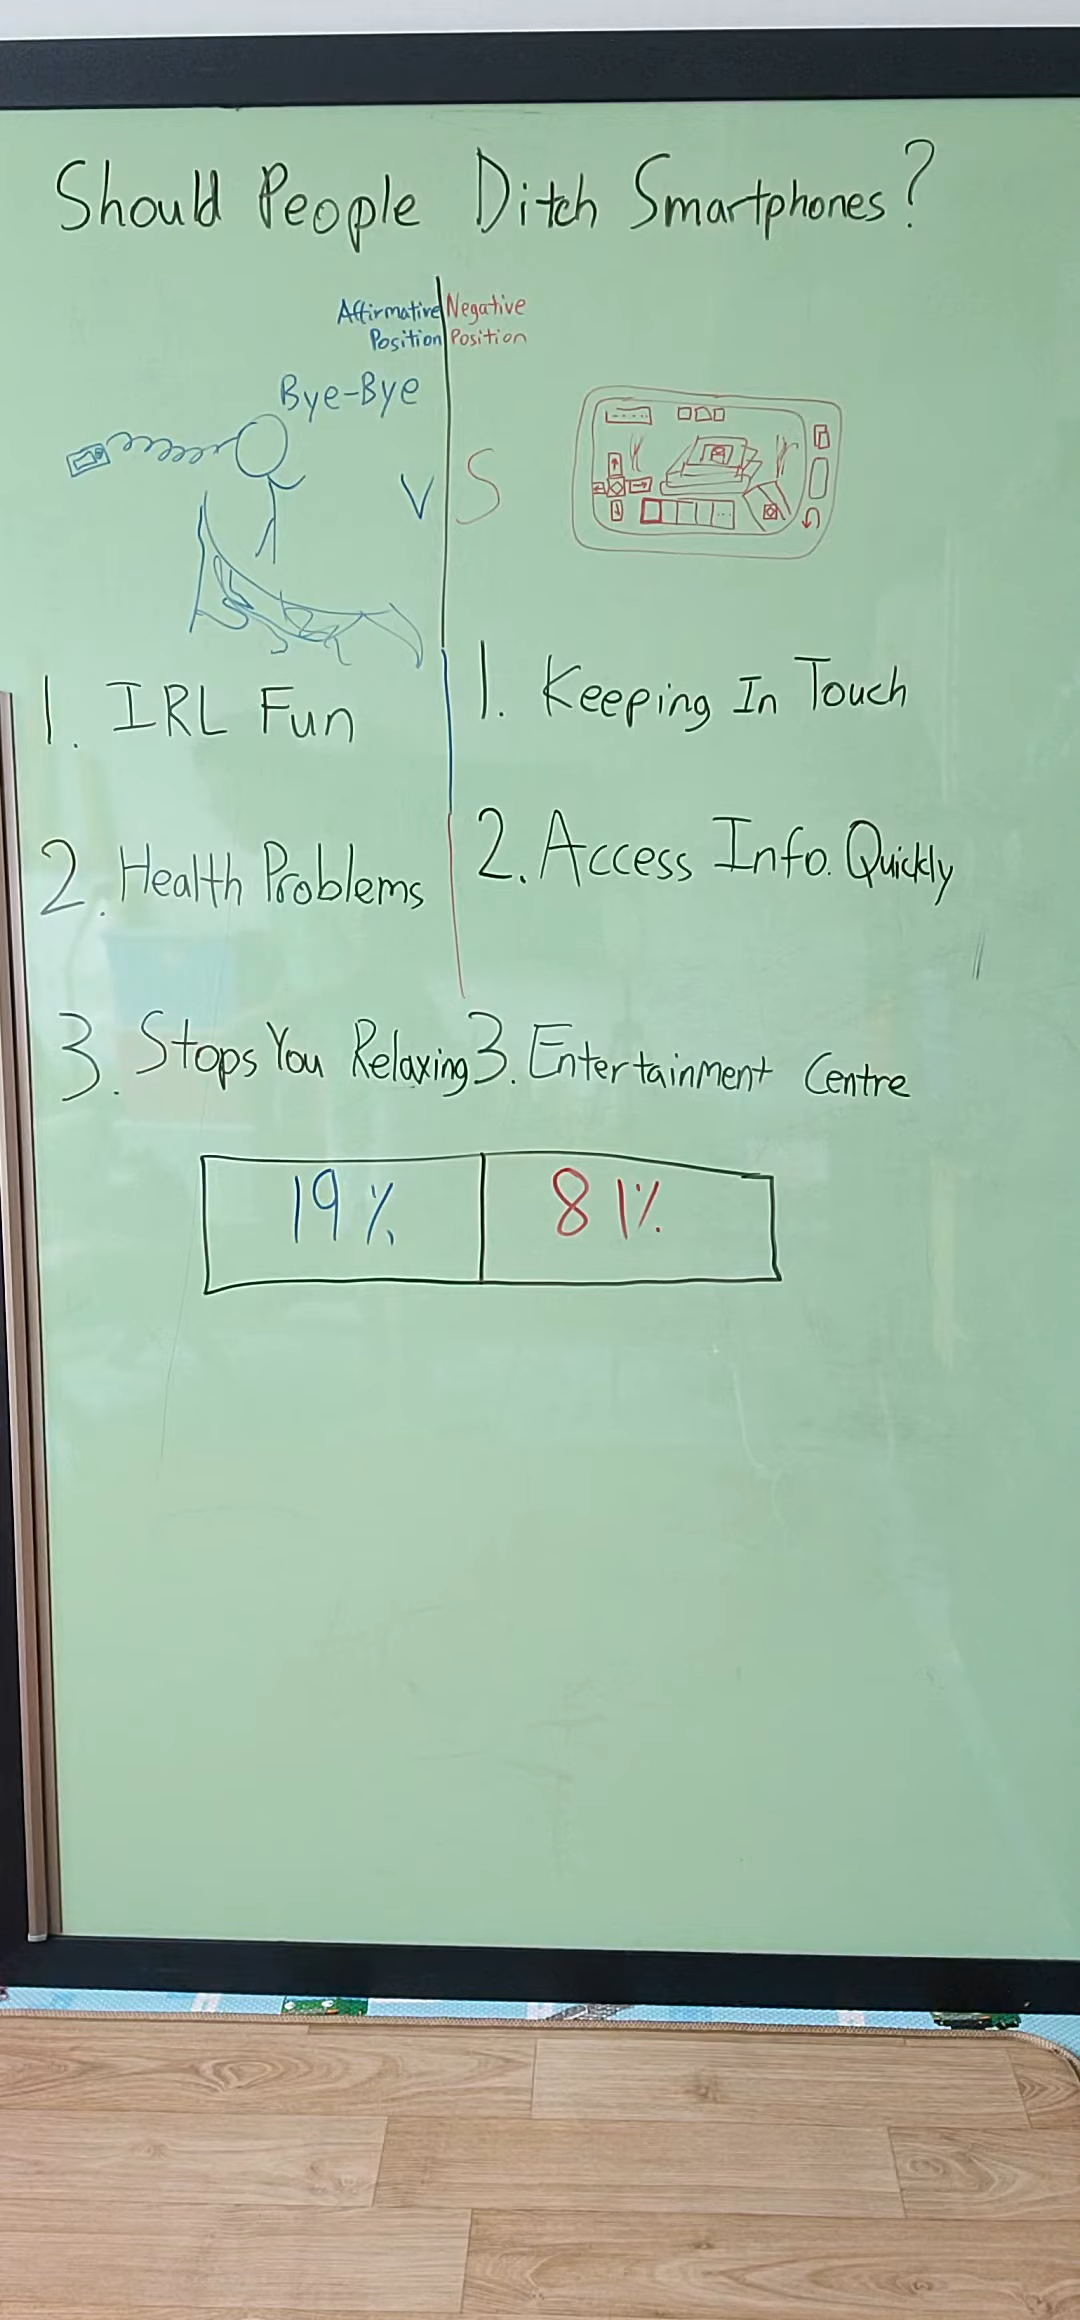 Should People Ditch Smartphones?
Affirmative Position
Negative Position
Bye-Bye
VS
1. IRL Fun
2. Health Problems
3. Stops You Relaxing
1. Keeping In Touch
2. Access Info. Quickly
3. Entertainment Centre
19%
81%